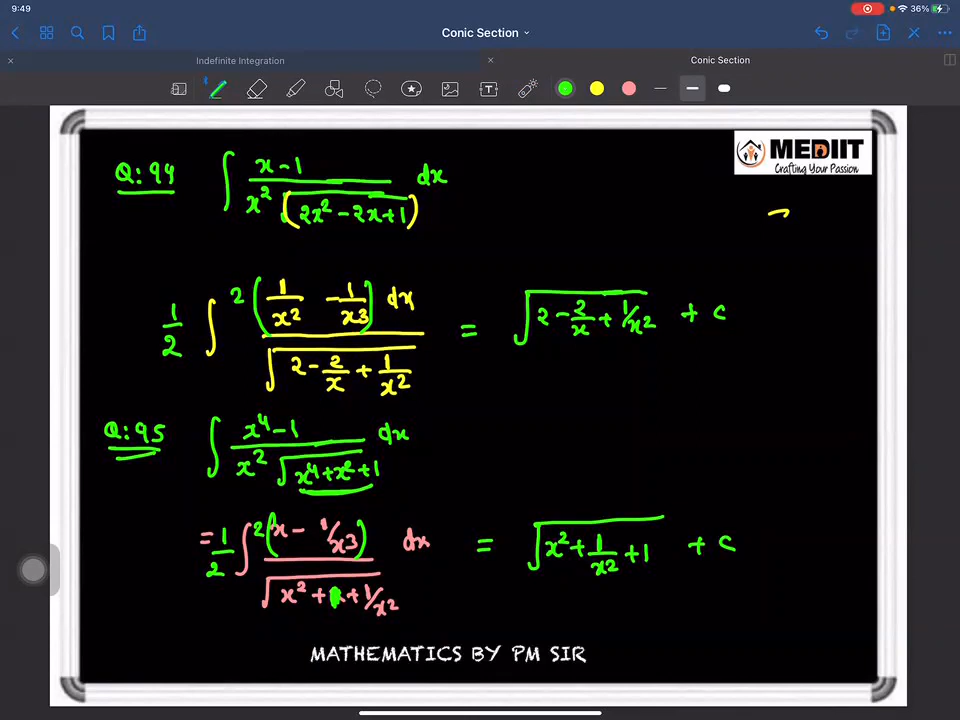 9:49
36%
Conic Section
Indefinite Integration
Conic Section
MEDIIT
Crafting Your Passion
Q:94 ∫ (x-1)/(x² √(2x²-2x+1)) dx
1/2 ∫ 2(1/x² - 1/x3) dx / √(2 - 2/x + 1/x²) = √(2 - 2/x + 1/x2) + c
Q:95 ∫ (x⁴-1)/(x² √(x⁴+x²+1)) dx
= 1/2 ∫ 2(x - 1/x3) dx / √(x² + 1 + 1/x²) = √(x² + 1/x² + 1) + c
MATHEMATICS BY PM SIR